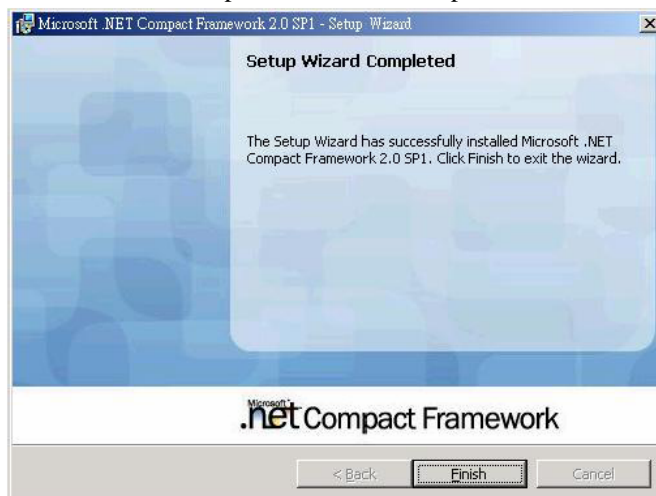 Microsoft .NET Compact Framework 2.0 SP1 - Setup Wizard
Setup Wizard Completed
The Setup Wizard has successfully installed Microsoft .NET
Compact Framework 2.0 SP1. Click Finish to exit the wizard.
Microsoft
.net Compact Framework
< Back Finish Cancel